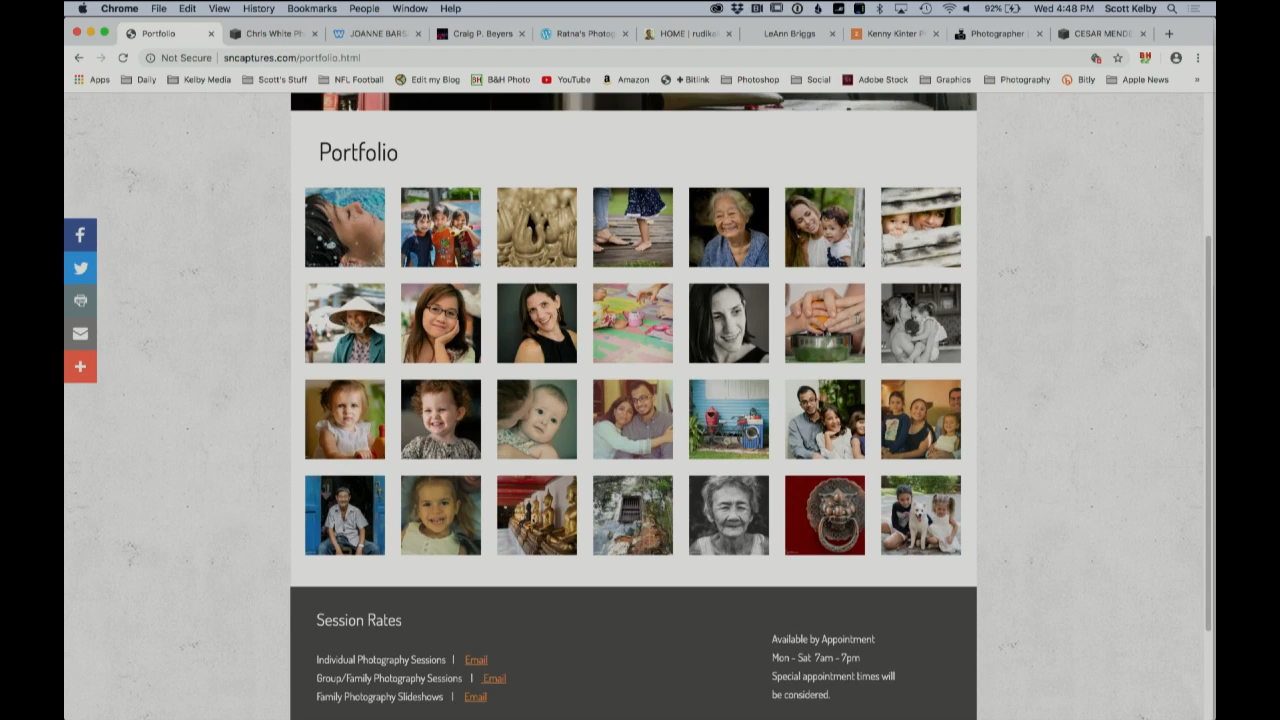 Chrome File Edit View History Bookmarks People Window Help 92% Wed 4:48 PM Scott Kelby
Portfolio Chris White Ph JOANNE BARS Craig P. Beyers Ratna's Photog HOME | rudike LeAnn Briggs Kenny Kinter P Photographer | CESAR MENDE
Not Secure | sncaptures.com/portfolio.html
Apps Daily Kelby Media Scott's Stuff NFL Football Edit my Blog B&H Photo YouTube Amazon + Bitlink Photoshop Social Adobe Stock Graphics Photography Bitly Apple News »
Portfolio
Session Rates
Individual Photography Sessions | Email
Group/Family Photography Sessions | Email
Family Photography Slideshows | Email
Available by Appointment
Mon - Sat 7am - 7pm
Special appointment times will
be considered.